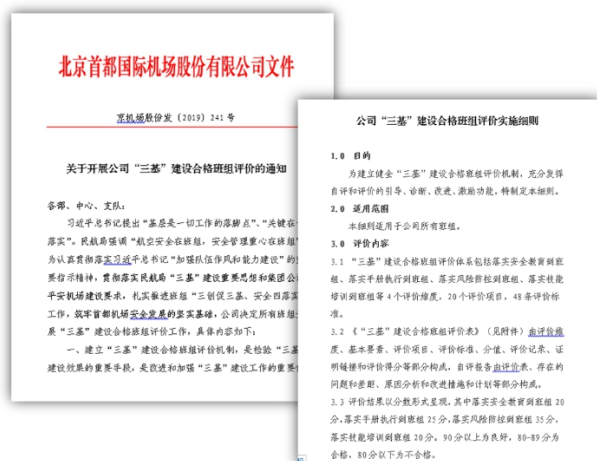 北京首都国际机场股份有限公司文件
京机场股份发〔2019〕241 号
关于开展公司“三基”建设合格班组评价的通知
各部、中心、支队：
习近平总书记提出“基层是一切工作的落脚点”、“关键在
落实”。民航局强调“航空安全在班组，安全管理重心在班组”
为认真贯彻落实习近平总书记“加强队伍作风和能力建设”的
要指示精神，贯彻落实民航局“三基”建设重要思想和集团公
平安机场建设要求，扎实推进班组“三创促三基、安全四落实
工作，筑牢首都机场安全发展的坚实基础，公司决定所有班组
展“三基”建设合格班组评价工作，具体内容如下：
一、建立“三基”建设合格班组评价机制，是检验“三基
建设效果的重要手段，是改进和加强“三基”建设工作的重要
公司“三基”建设合格班组评价实施细则
1.0 目的
为建立健全“三基”建设合格班组评价机制，充分发挥
自评和评价的引导、诊断、改进、激励功能，特制定本细则。
2.0 适用范围
本细则适用于公司所有班组。
3.0 评价内容
3.1 “三基”建设合格班组评价体系包括落实安全教育到班
组、落实手册执行到班组、落实风险防控到班组、落实技能
培训到班组等 4 个评价维度，20 个评价项目，48 条评价标
准。
3.2 《“三基”建设合格班组评价表》（见附件）由评价维
度、基本要素、评价项目、评价标准、分值、评价记录、证
明链接和评价得分等部分构成，自评报告由评价表、存在的
问题和差距、原因分析和改进措施和计划等部分构成。
3.3 评价结果以分数形式呈现，其中落实安全教育到班组 20
分，落实手册执行到班组 25 分，落实风险防控到班组 35 分，
落实技能培训到班组 20 分。90 分以上为良好，80-89 分为
合格，80 分以下为不合格。